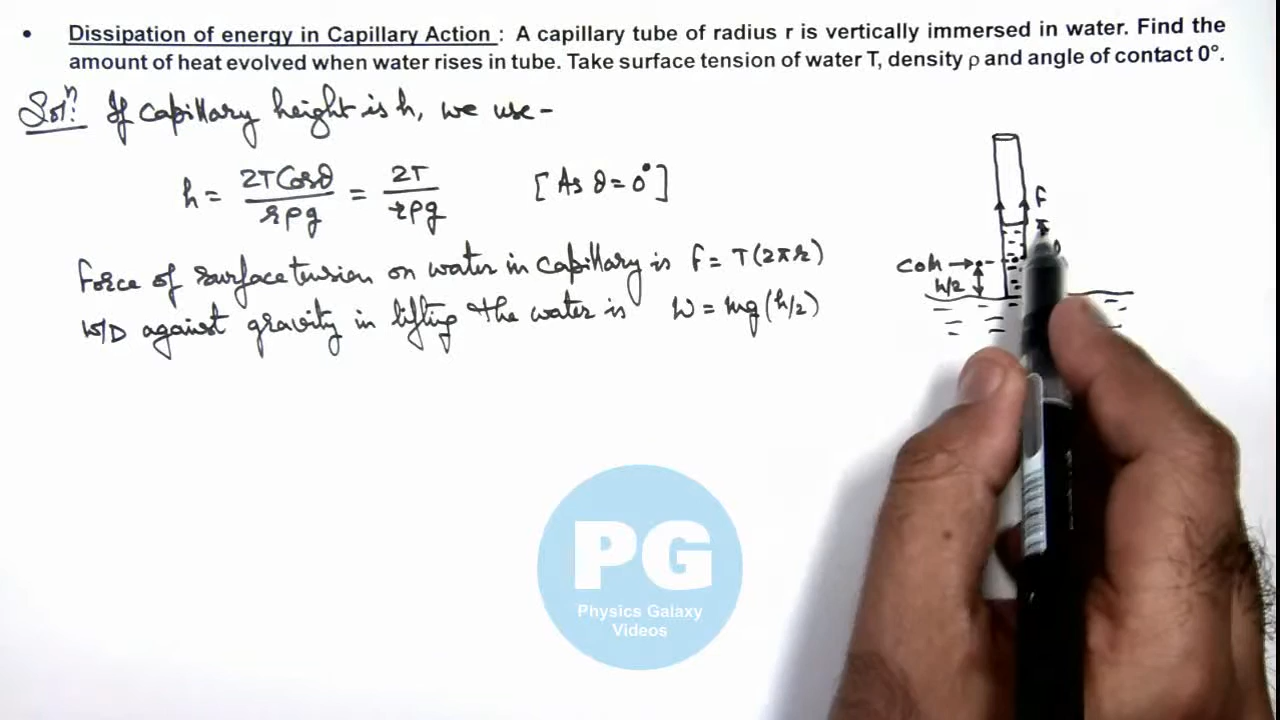 • Dissipation of energy in Capillary Action : A capillary tube of radius r is vertically immersed in water. Find the
amount of heat evolved when water rises in tube. Take surface tension of water T, density ρ and angle of contact 0°.
Solⁿ: If capillary height is h, we use –
h = 2T Cosθ / rρg = 2T / rρg [As θ = 0°]
Force of surface tension on water in capillary is F = T(2πr)
W/D against gravity in lifting the water is W = mg(h/2)
F
COM
h/2
PG
Physics Galaxy
Videos